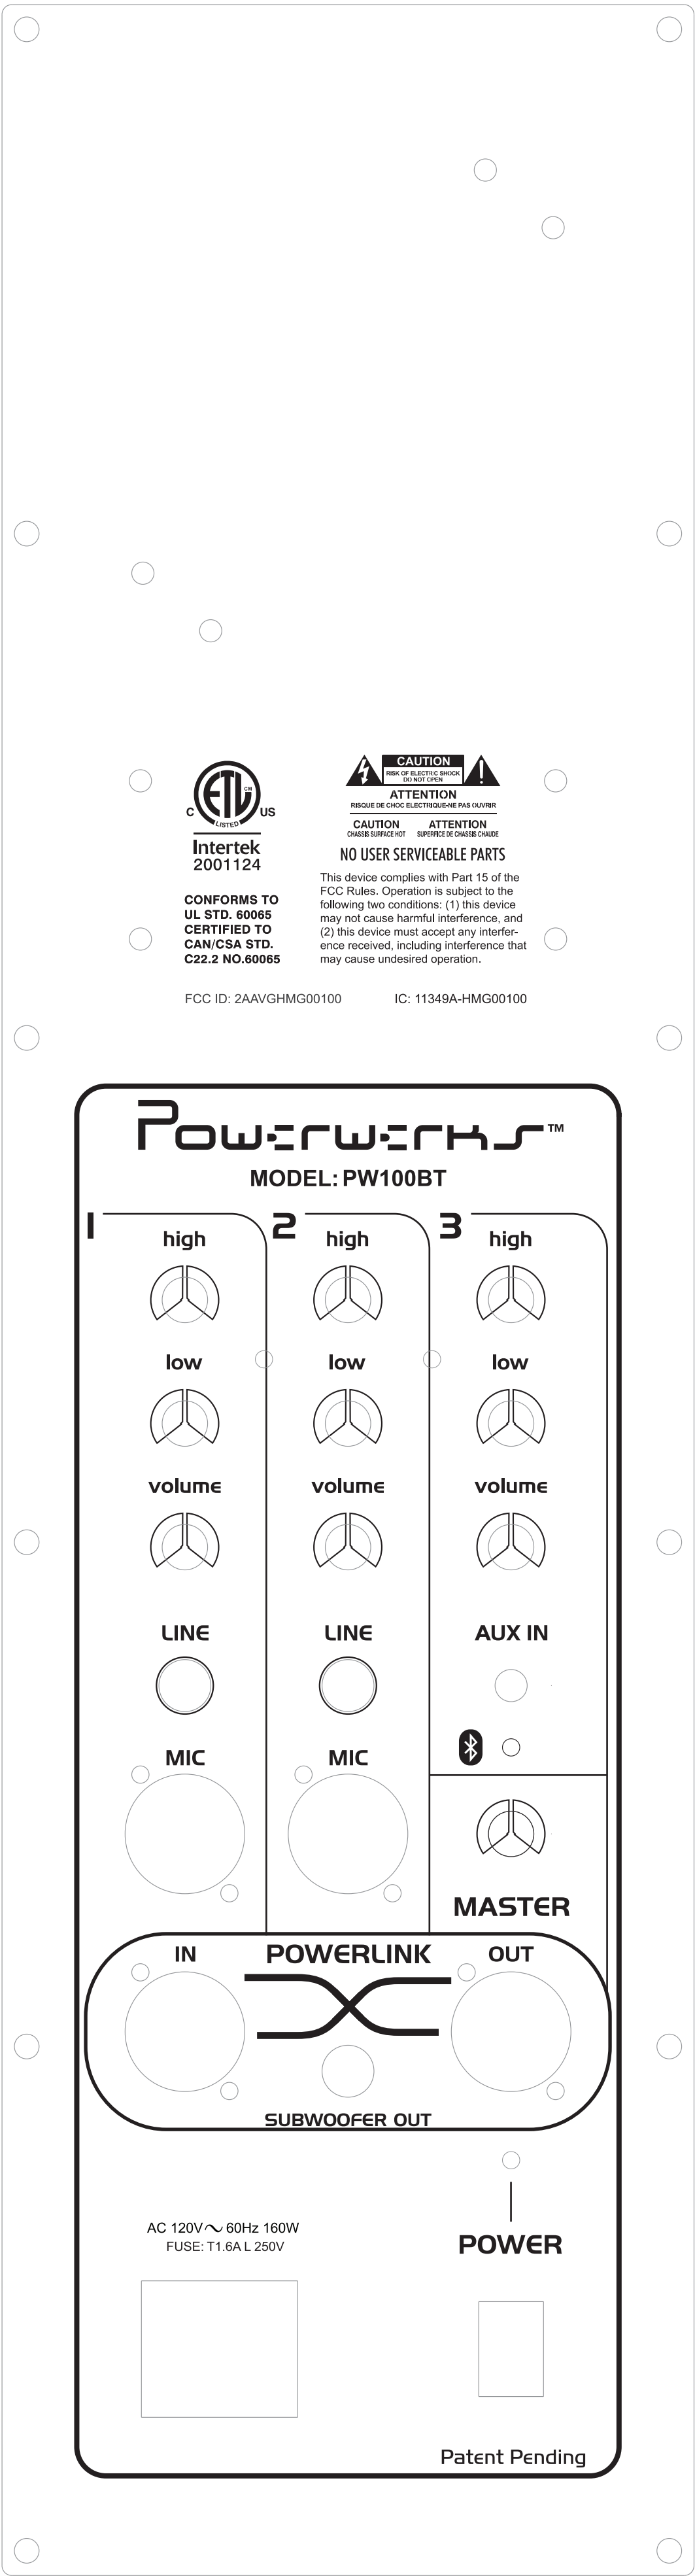 C ETL CM US
LISTED
Intertek
2001124
CONFORMS TO
UL STD. 60065
CERTIFIED TO
CAN/CSA STD.
C22.2 NO.60065
CAUTION
RISK OF ELECTRIC SHOCK
DO NOT OPEN
ATTENTION
RISQUE DE CHOC ELECTRIQUE-NE PAS OUVRIR
CAUTION
CHASSIS SURFACE HOT
ATTENTION
SUPERFICE DE CHASSIS CHAUDE
NO USER SERVICEABLE PARTS
This device complies with Part 15 of the
FCC Rules. Operation is subject to the
following two conditions: (1) this device
may not cause harmful interference, and
(2) this device must accept any interfer-
ence received, including interference that
may cause undesired operation.
FCC ID: 2AAVGHMG00100 IC: 11349A-HMG00100
Powerwerks™
MODEL: PW100BT
1 2 3
high high high
low low low
volume volume volume
LINE LINE AUX IN
MIC MIC
MASTER
IN POWERLINK OUT
SUBWOOFER OUT
AC 120V~ 60Hz 160W
FUSE: T1.6A L 250V
POWER
Patent Pending